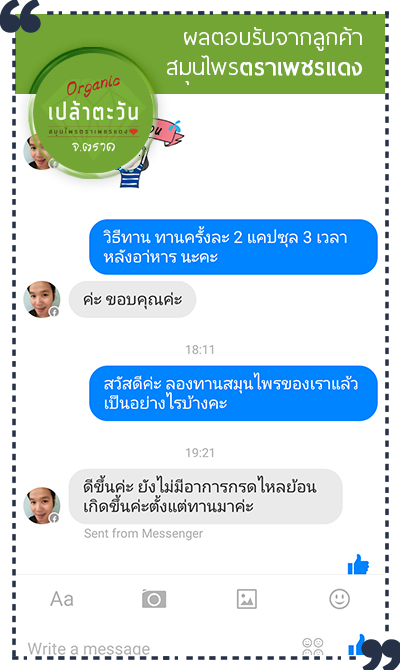 ผลตอบรับจากลูกค้า
สมุนไพรตราเพชรแดง
Organic
เปล้าตะวัน
สมุนไพรตราเพชรแดง
จ.ตราด
วิธีทาน ทานครั้งละ 2 แคปซุล 3 เวลา
หลังอาหาร นะคะ
ค่ะ ขอบคุณค่ะ
18:11
สวัสดีค่ะ ลองทานสมุนไพรของเราแล้ว
เป็นอย่างไรบ้างคะ
19:21
ดีขึ้นค่ะ ยังไม่มีอาการกรดไหลย้อน
เกิดขึ้นค่ะตั้งแต่ทานมาค่ะ
Sent from Messenger
Aa
Write a message